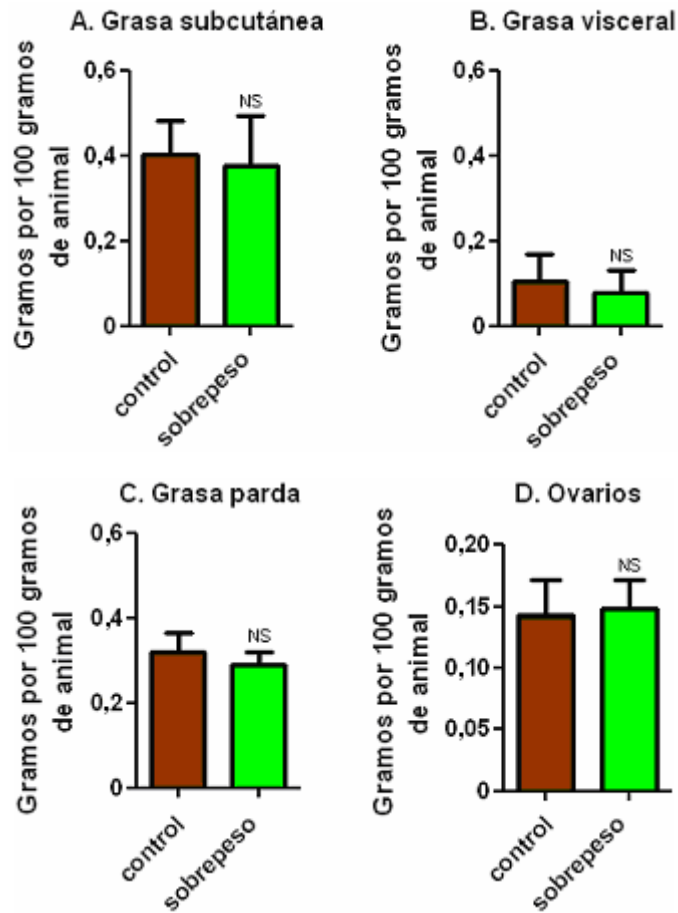 A. Grasa subcutánea
Gramos por 100 gramos
de animal
0,6
0,4
0,2
0
NS
control
sobrepeso
B. Grasa visceral
Gramos por 100 gramos
de animal
0,6
0,4
0,2
0
NS
control
sobrepeso
C. Grasa parda
Gramos por 100 gramos
de animal
0,6
0,4
0,2
0
NS
control
sobrepeso
D. Ovarios
Gramos por 100 gramos
de animal
0,20
0,15
0,10
0,05
0
NS
control
sobrepeso